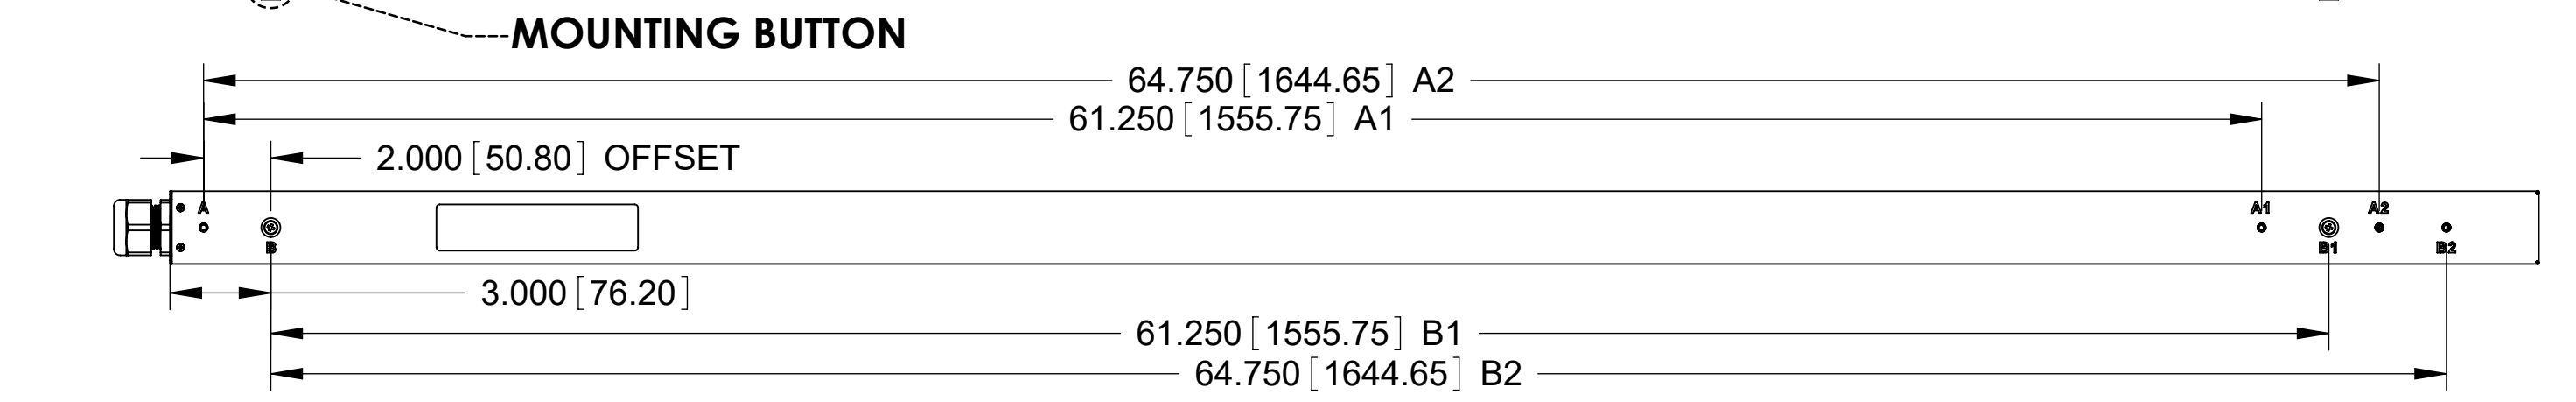 MOUNTING BUTTON
64.750 [1644.65] A2
61.250 [1555.75] A1
2.000 [50.80] OFFSET
A
A1
A2
B
B1
B2
3.000 [76.20]
61.250 [1555.75] B1
64.750 [1644.65] B2